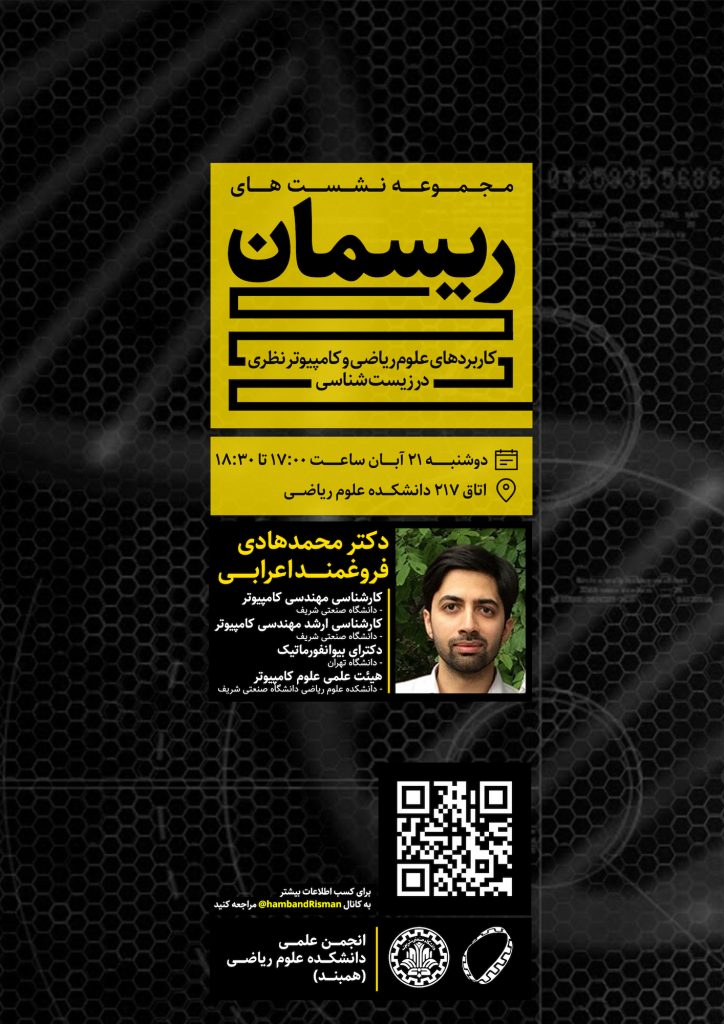 مجموعه نشست های
ریسمان
کاربردهای علوم ریاضی و کامپیوتر نظری
در زیست شناسی
دوشنبه ۲۱ آبان ساعت ۱۷:۰۰ تا ۱۸:۳۰
اتاق ۲۱۷ دانشکده علوم ریاضی
دکتر محمدهادی
فروغمند اعرابی
کارشناسی مهندسی کامپیوتر
- دانشگاه صنعتی شریف
کارشناسی ارشد مهندسی کامپیوتر
- دانشگاه صنعتی شریف
دکترای بیوانفورماتیک
- دانشگاه تهران
هیئت علمی علوم کامپیوتر
- دانشکده علوم ریاضی دانشگاه صنعتی شریف
برای کسب اطلاعات بیشتر
به کانال @hambandRisman مراجعه کنید
انجمن علمی
دانشکده علوم ریاضی
(همبند)